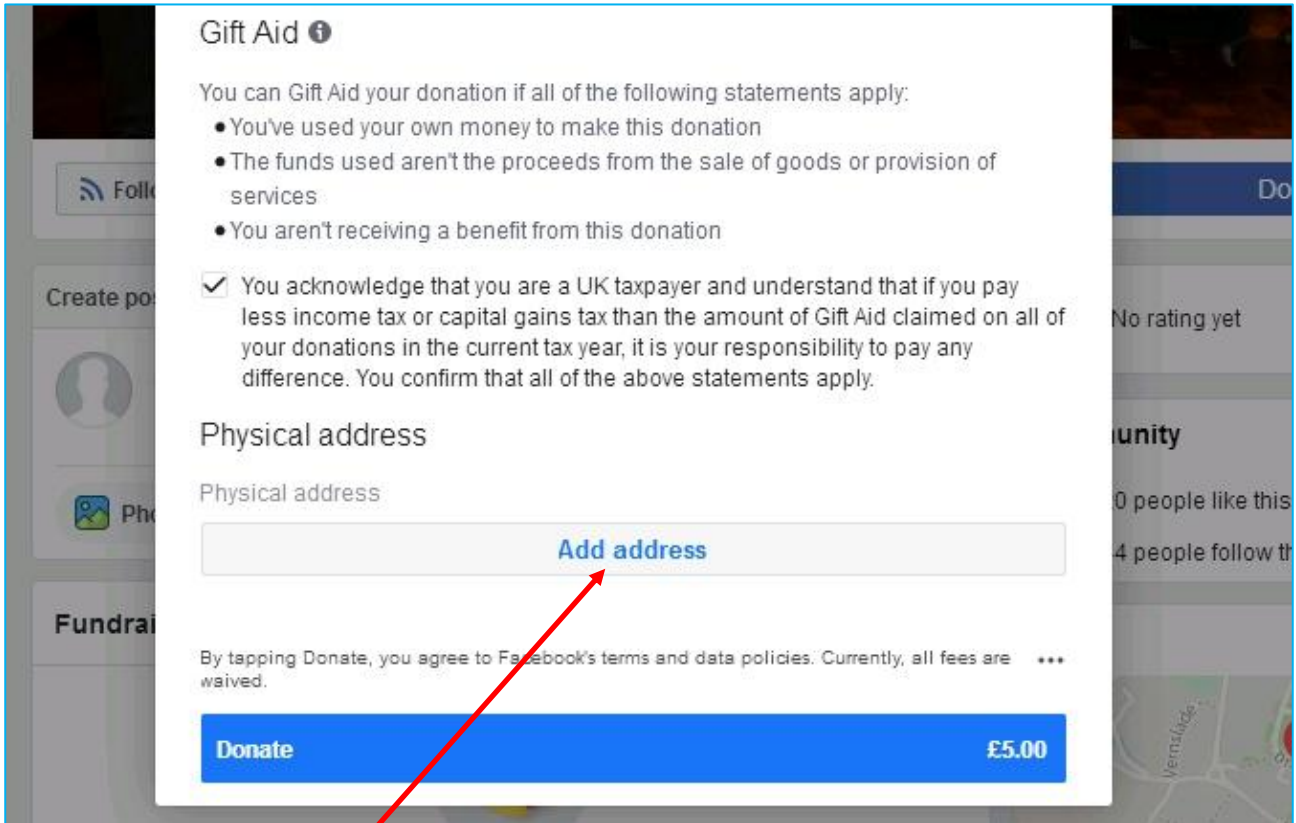 Gift Aid
You can Gift Aid your donation if all of the following statements apply:
• You've used your own money to make this donation
• The funds used aren't the proceeds from the sale of goods or provision of
services
• You aren't receiving a benefit from this donation
You acknowledge that you are a UK taxpayer and understand that if you pay
less income tax or capital gains tax than the amount of Gift Aid claimed on all of
your donations in the current tax year, it is your responsibility to pay any
difference. You confirm that all of the above statements apply.
Physical address
Physical address
Add address
By tapping Donate, you agree to Facebook's terms and data policies. Currently, all fees are
waived.
Donate £5.00
Follo
Create po
Pho
Fundrai
Do
No rating yet
unity
0 people like this
4 people follow th
Vernslade